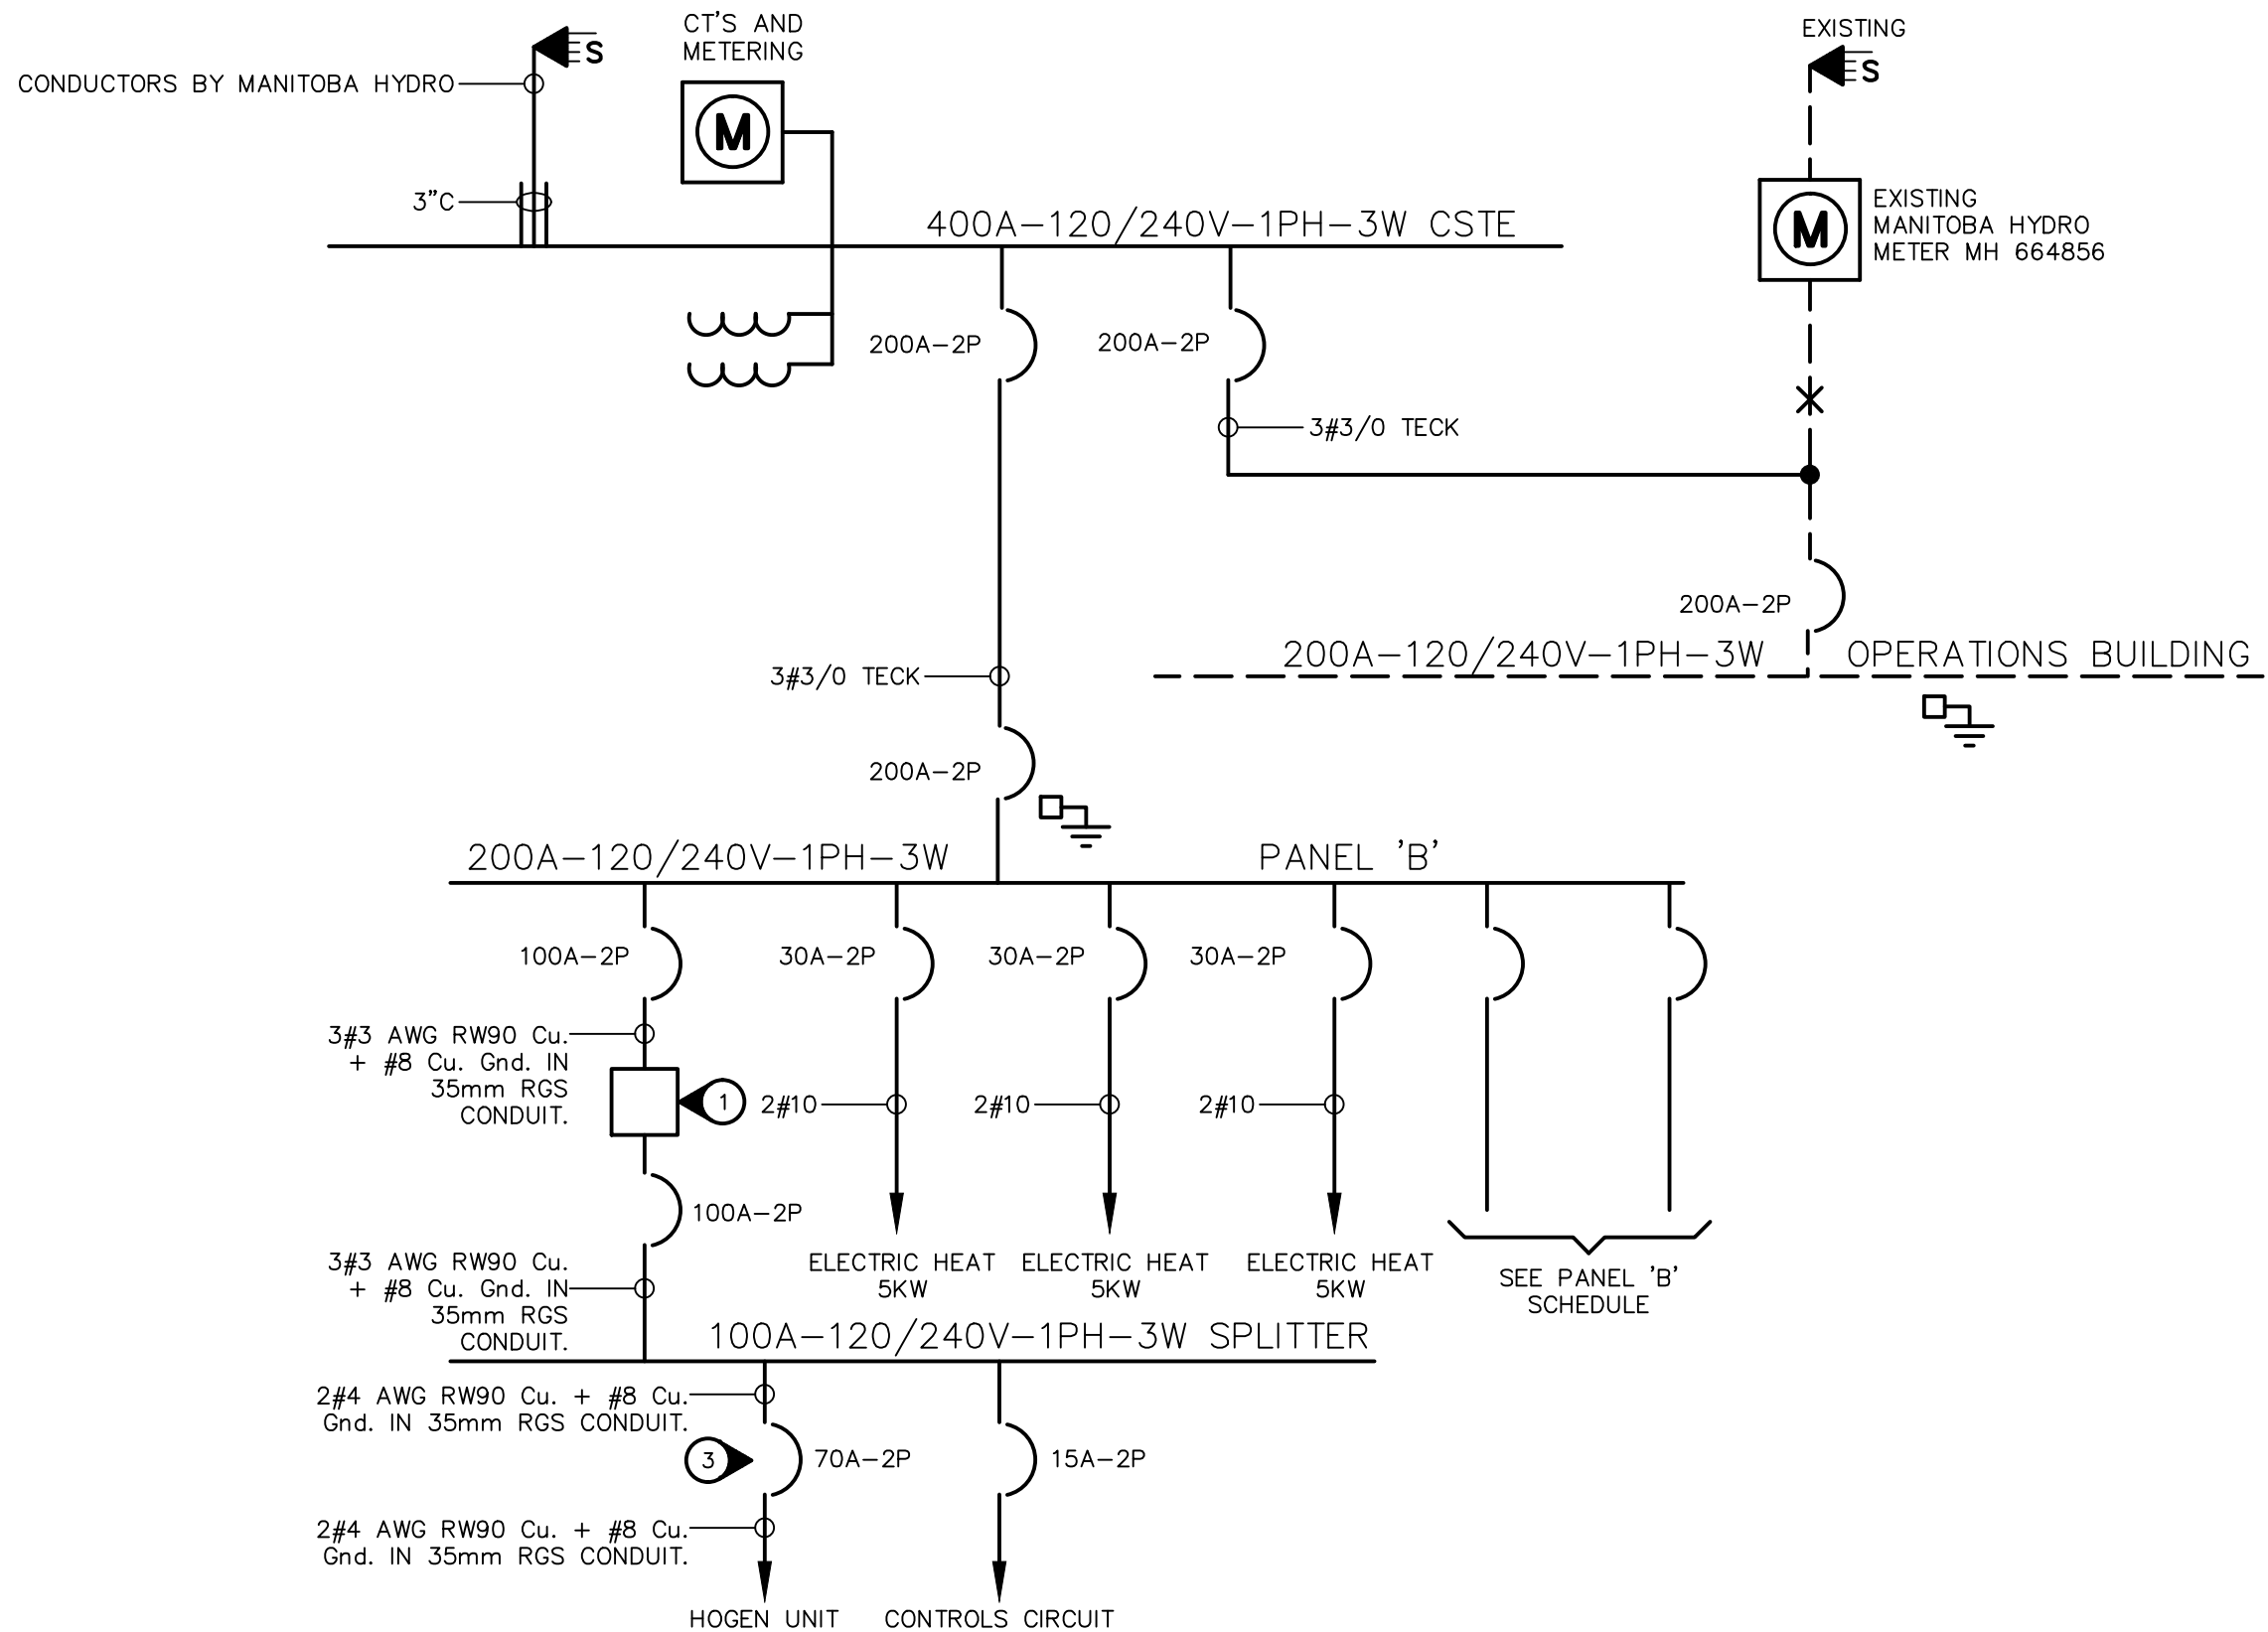 CT'S AND
METERING
EXISTING
S
S
CONDUCTORS BY MANITOBA HYDRO
M
3"C
EXISTING
MANITOBA HYDRO
METER MH 664856
M
400A-120/240V-1PH-3W CSTE
200A-2P
200A-2P
3#3/0 TECK
200A-2P
200A-120/240V-1PH-3W OPERATIONS BUILDING
3#3/0 TECK
200A-2P
200A-120/240V-1PH-3W PANEL 'B'
100A-2P
30A-2P
30A-2P
30A-2P
3#3 AWG RW90 Cu.
+ #8 Cu. Gnd. IN
35mm RGS
CONDUIT.
1
2#10
2#10
2#10
100A-2P
3#3 AWG RW90 Cu.
+ #8 Cu. Gnd. IN
35mm RGS
CONDUIT.
ELECTRIC HEAT
5KW
ELECTRIC HEAT
5KW
ELECTRIC HEAT
5KW
SEE PANEL 'B'
SCHEDULE
100A-120/240V-1PH-3W SPLITTER
2#4 AWG RW90 Cu. + #8 Cu.
Gnd. IN 35mm RGS CONDUIT.
3
70A-2P
15A-2P
2#4 AWG RW90 Cu. + #8 Cu.
Gnd. IN 35mm RGS CONDUIT.
HOGEN UNIT
CONTROLS CIRCUIT